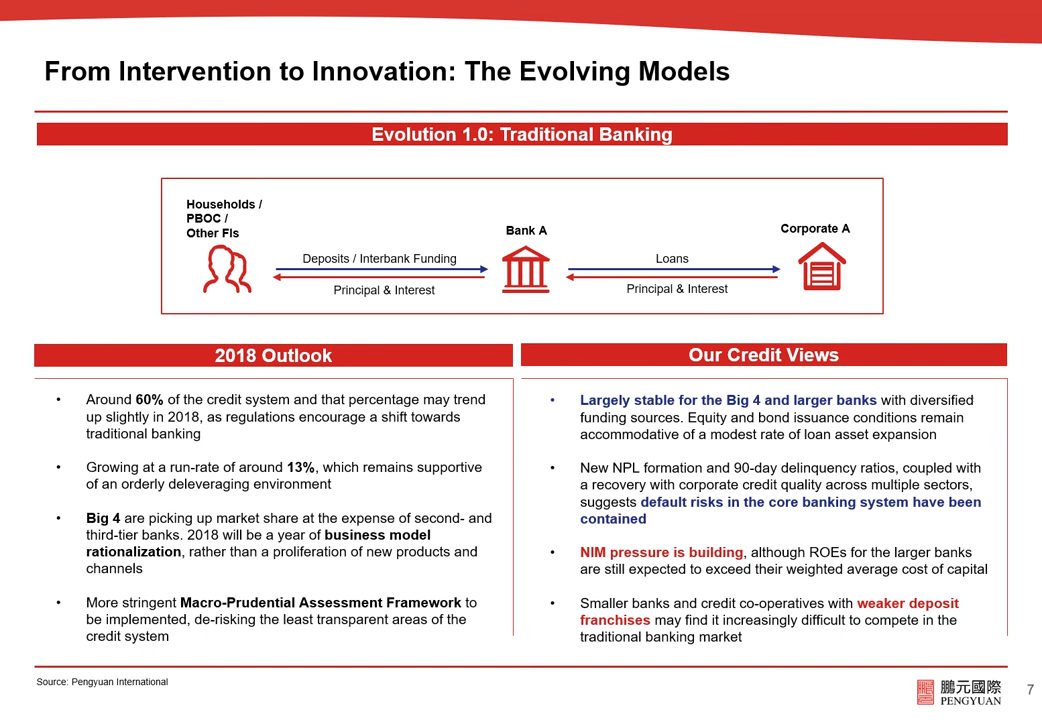 From Intervention to Innovation: The Evolving Models
Evolution 1.0: Traditional Banking
Households /
PBOC /
Other FIs
Bank A
Corporate A
Deposits / Interbank Funding
Principal & Interest
Loans
Principal & Interest
2018 Outlook
• Around 60% of the credit system and that percentage may trend
up slightly in 2018, as regulations encourage a shift towards
traditional banking
• Growing at a run-rate of around 13%, which remains supportive
of an orderly deleveraging environment
• Big 4 are picking up market share at the expense of second- and
third-tier banks. 2018 will be a year of business model
rationalization, rather than a proliferation of new products and
channels
• More stringent Macro-Prudential Assessment Framework to
be implemented, de-risking the least transparent areas of the
credit system
Our Credit Views
• Largely stable for the Big 4 and larger banks with diversified
funding sources. Equity and bond issuance conditions remain
accommodative of a modest rate of loan asset expansion
• New NPL formation and 90-day delinquency ratios, coupled with
a recovery with corporate credit quality across multiple sectors,
suggests default risks in the core banking system have been
contained
• NIM pressure is building, although ROEs for the larger banks
are still expected to exceed their weighted average cost of capital
• Smaller banks and credit co-operatives with weaker deposit
franchises may find it increasingly difficult to compete in the
traditional banking market
Source: Pengyuan International
鵬元國際
PENGYUAN
7